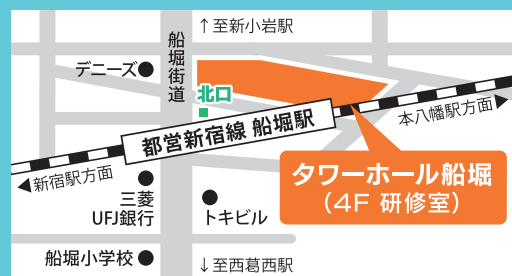 ↑至新小岩駅
船堀街道
デニーズ●
北口
都営新宿線 船堀駅
本八幡駅方面▶
◀新宿駅方面
タワーホール船堀
（4F 研修室）
三菱
UFJ銀行
トキビル
船堀小学校●
↓至西葛西駅